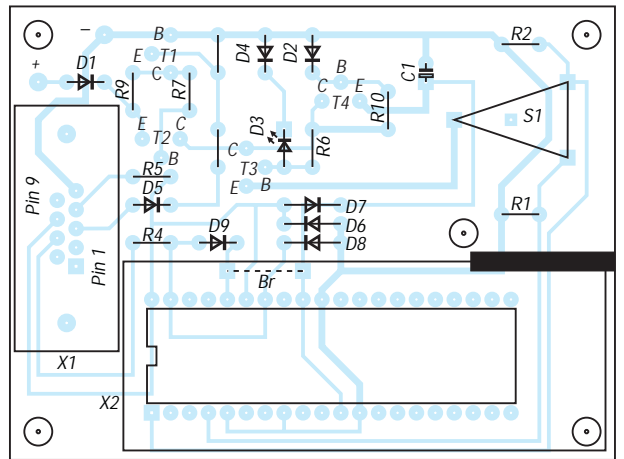 − B D4 D2 R2
E T1
+ D1 C B C1
R9 R7 C E R10 S1
T4
E T2 C D3 R6
B C T3
R5 E B
Pin 9 D5 D7 R1
D6
R4 D9 D8
Pin 1 Br
X1
X2